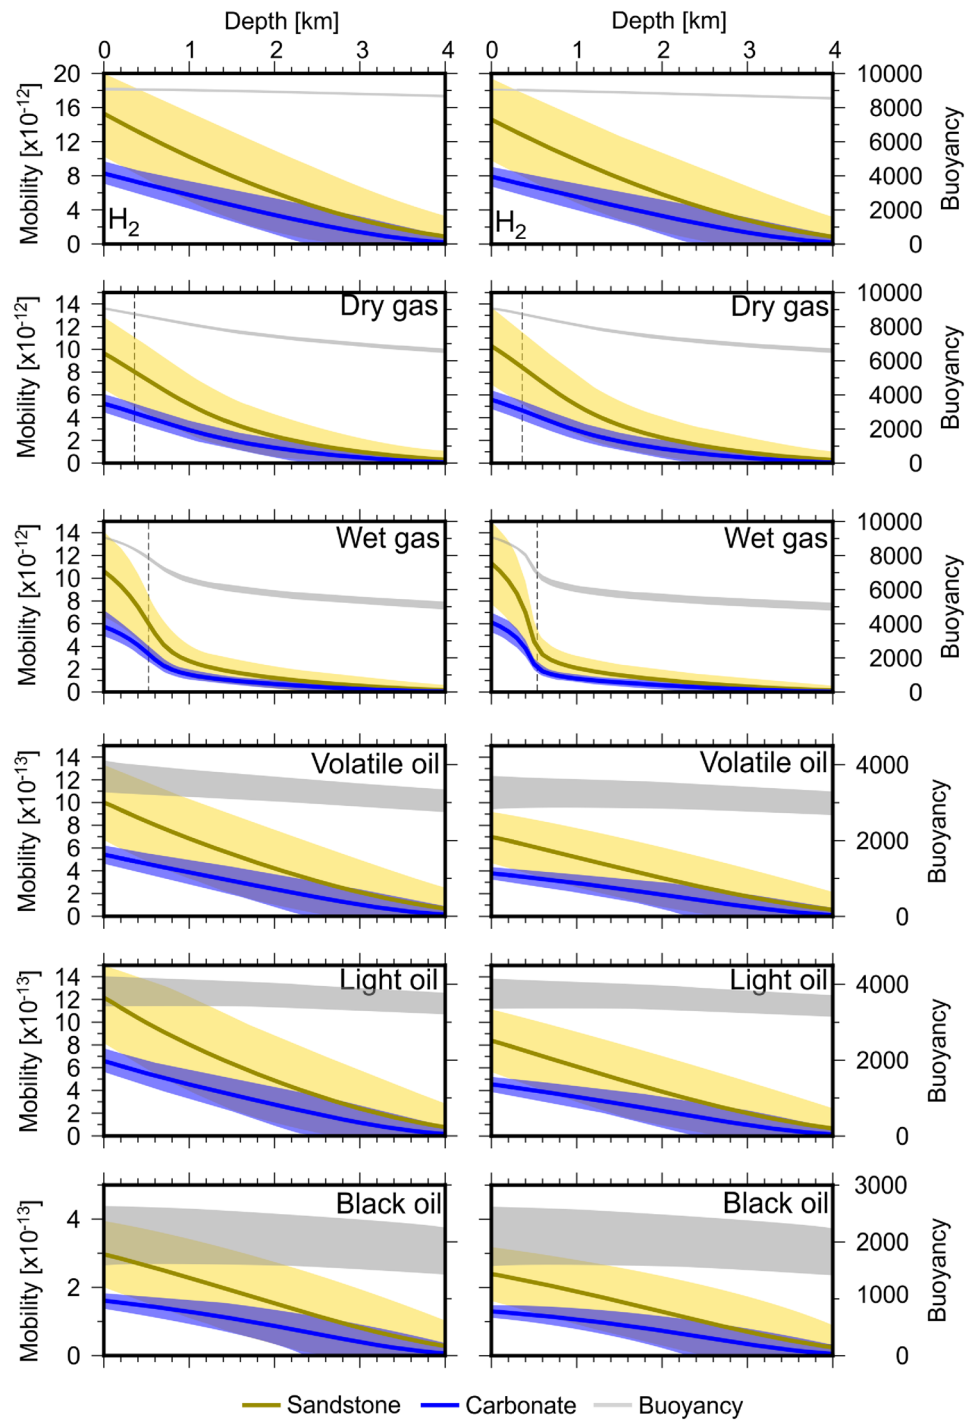 Depth [km] Depth [km]
0 1 2 3 4 0 1 2 3 4
Mobility [x10-12]
20
16
12
8
4
0
H2
H2
10000
8000
6000
4000
2000
0
Buoyancy
Mobility [x10-12]
14
12
10
8
6
4
2
0
Dry gas
Dry gas
10000
8000
6000
4000
2000
0
Buoyancy
Mobility [x10-12]
14
12
10
8
6
4
2
0
Wet gas
Wet gas
10000
8000
6000
4000
2000
0
Buoyancy
Mobility [x10-13]
14
12
10
8
6
4
2
0
Volatile oil
Volatile oil
4000
2000
0
Buoyancy
Mobility [x10-13]
14
12
10
8
6
4
2
0
Light oil
Light oil
4000
2000
0
Buoyancy
Mobility [x10-13]
4
2
0
Black oil
Black oil
3000
2000
1000
0
Buoyancy
Sandstone Carbonate Buoyancy